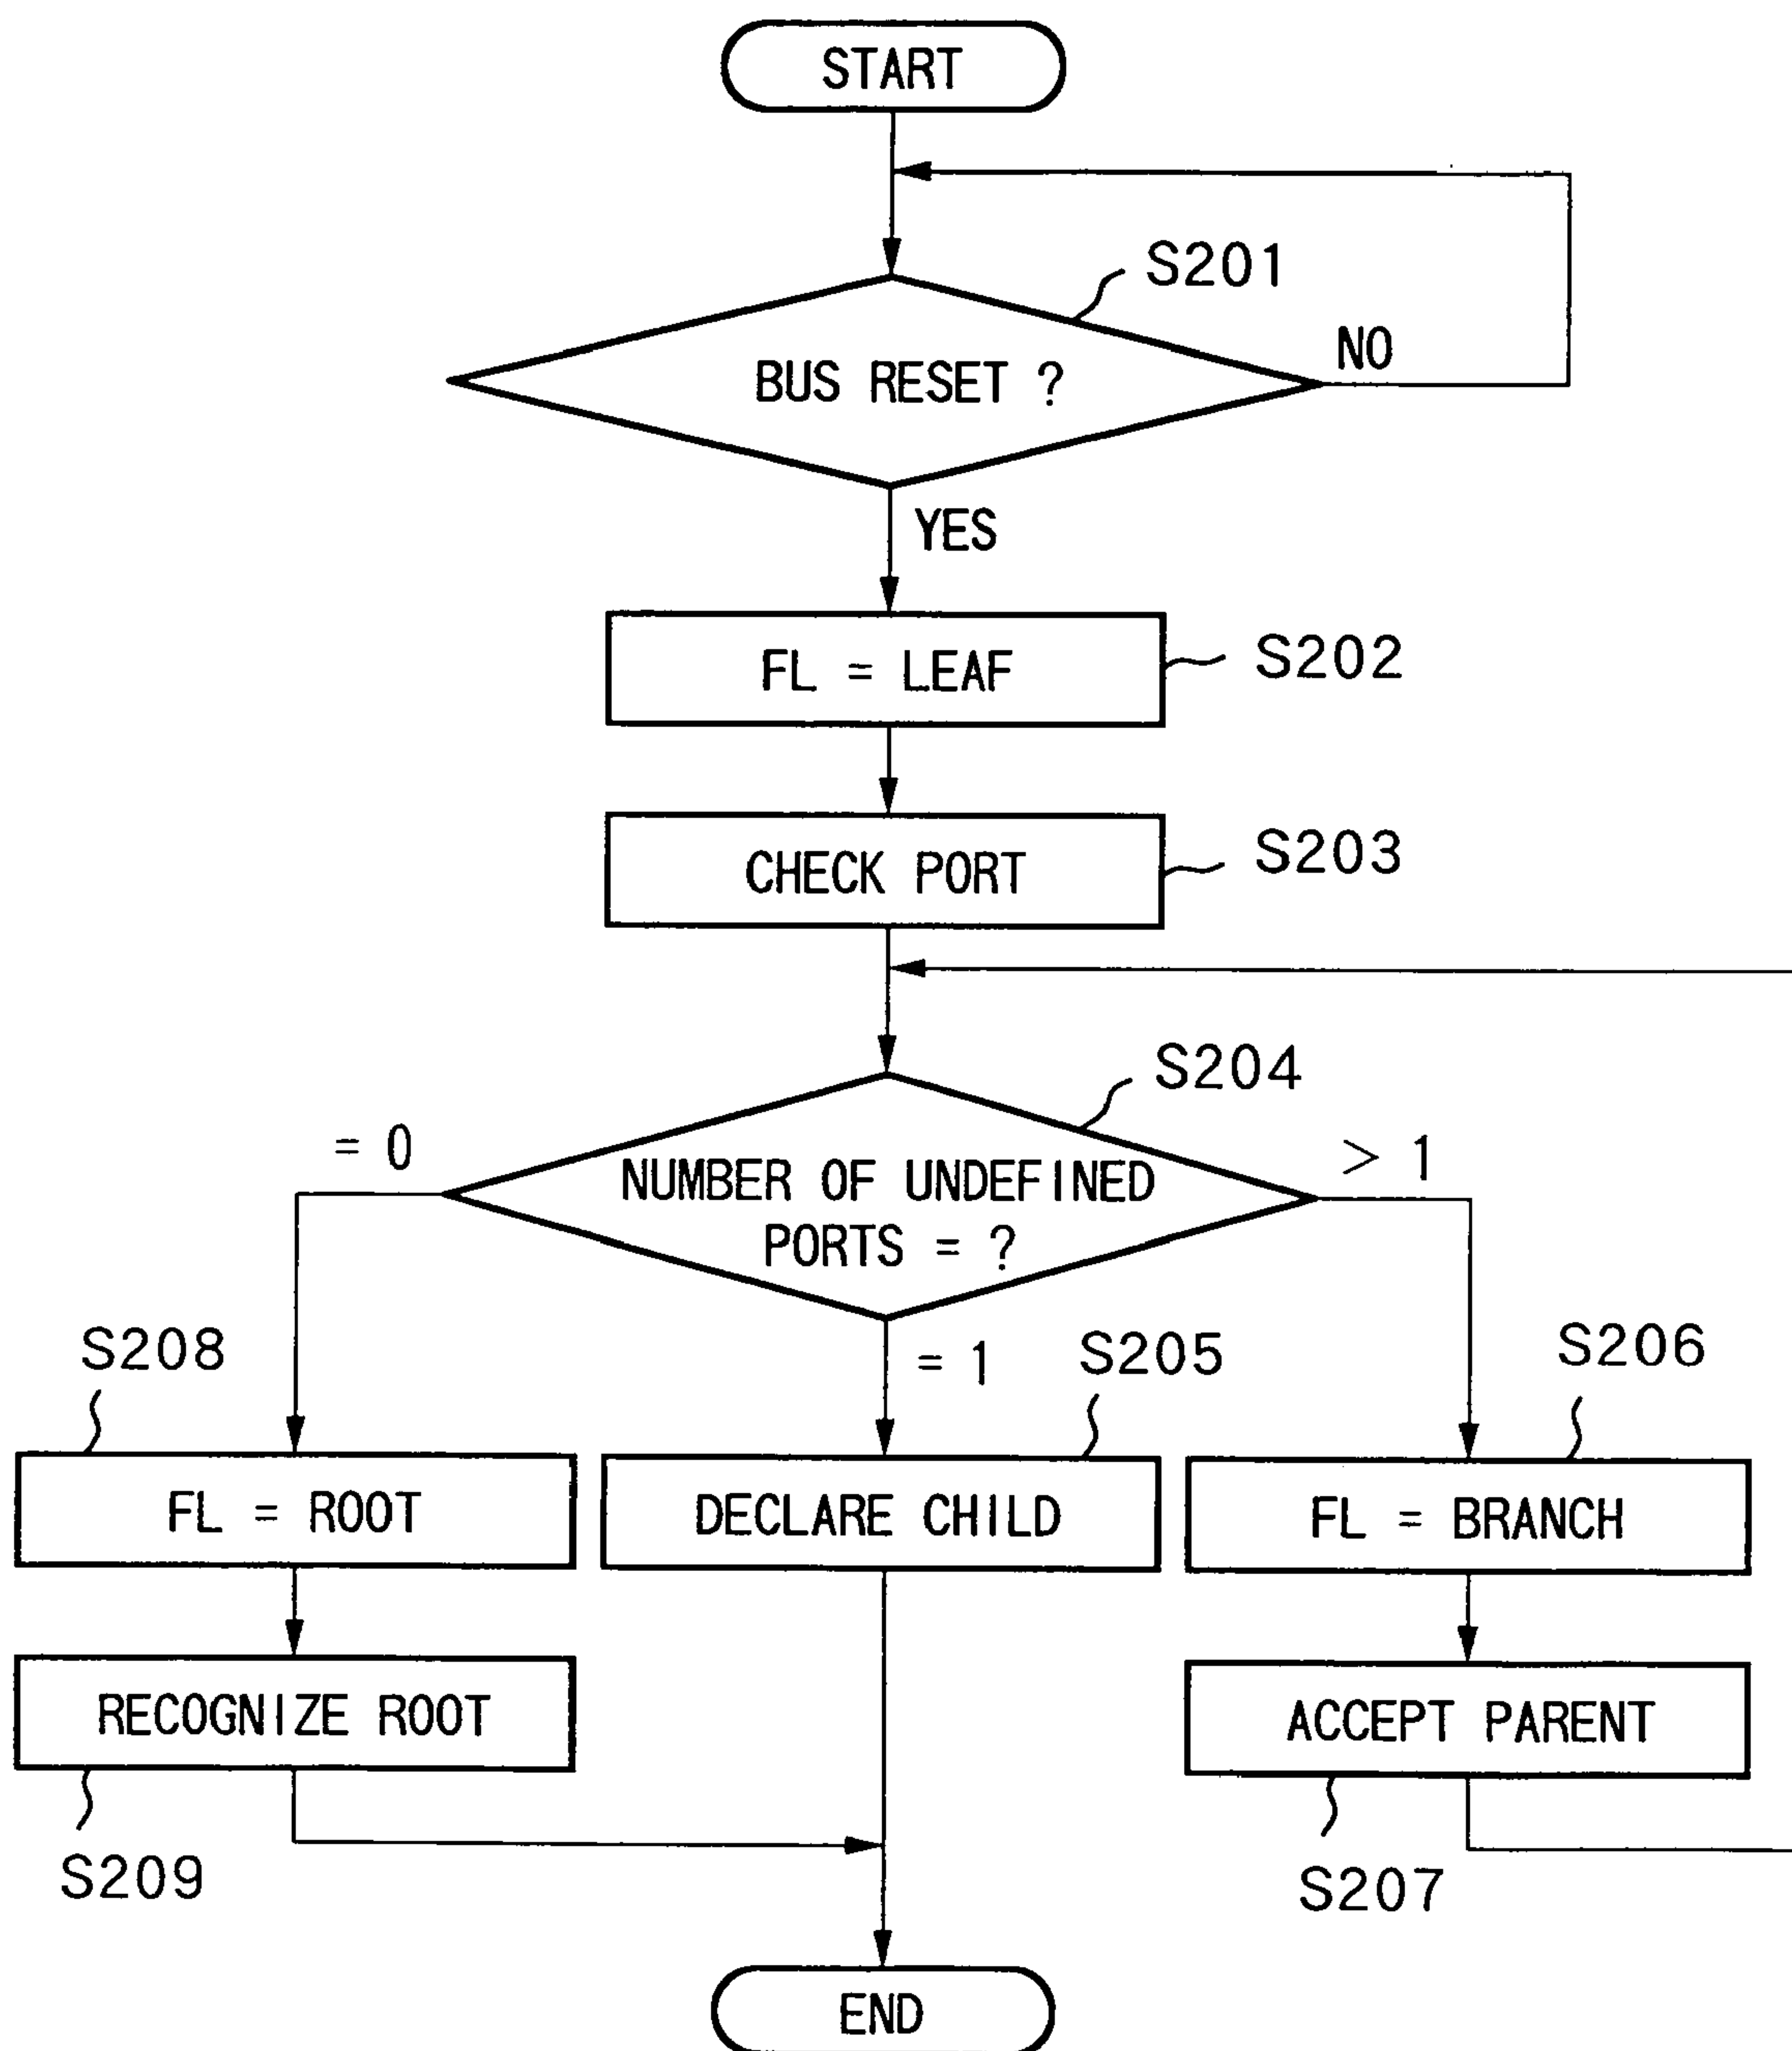 START
S201
BUS RESET ?
NO
YES
FL = LEAF
S202
CHECK PORT
S203
S204
= 0
NUMBER OF UNDEFINED
PORTS = ?
> 1
S208
= 1
S205
S206
FL = ROOT
DECLARE CHILD
FL = BRANCH
RECOGNIZE ROOT
ACCEPT PARENT
S209
S207
END